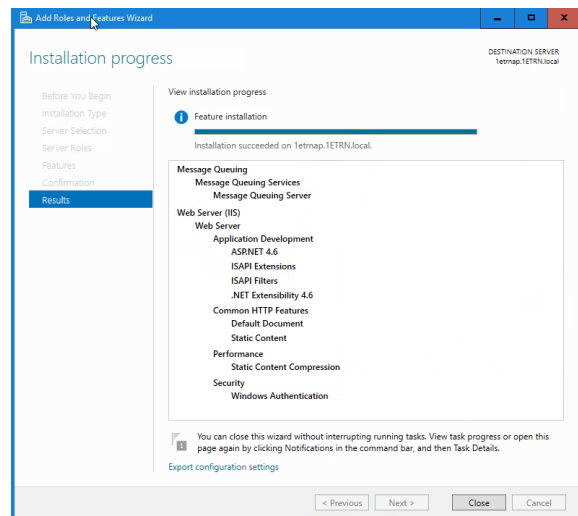 Add Roles and Features Wizard
Installation progress
DESTINATION SERVER
1etrnap.1ETRN.local
Before You Begin
Installation Type
Server Selection
Server Roles
Features
Confirmation
Results
View installation progress
Feature installation
Installation succeeded on 1etrnap.1ETRN.local.
Message Queuing
Message Queuing Services
Message Queuing Server
Web Server (IIS)
Web Server
Application Development
ASP.NET 4.6
ISAPI Extensions
ISAPI Filters
.NET Extensibility 4.6
Common HTTP Features
Default Document
Static Content
Performance
Static Content Compression
Security
Windows Authentication
1
You can close this wizard without interrupting running tasks. View task progress or open this
page again by clicking Notifications in the command bar, and then Task Details.
Export configuration settings
< Previous
Next >
Close
Cancel